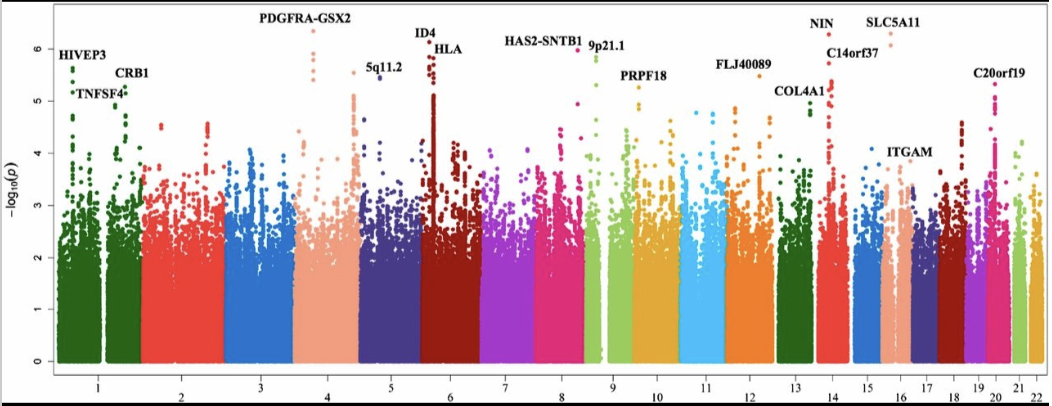 PDGFRA-GSX2
SLC5A11
NIN
ID4
HAS2-SNTB1
9p21.1
HLA
HIVEP3
C14orf37
5q11.2
FLJ40089
CRB1
PRPF18
C20orf19
TNFSF4
COL4A1
ITGAM
6
5
4
3
2
1
0
−log10(p)
1 2 3 4 5 6 7 8 9 10 11 12 13 14 15 16 17 18 19 20 21 22